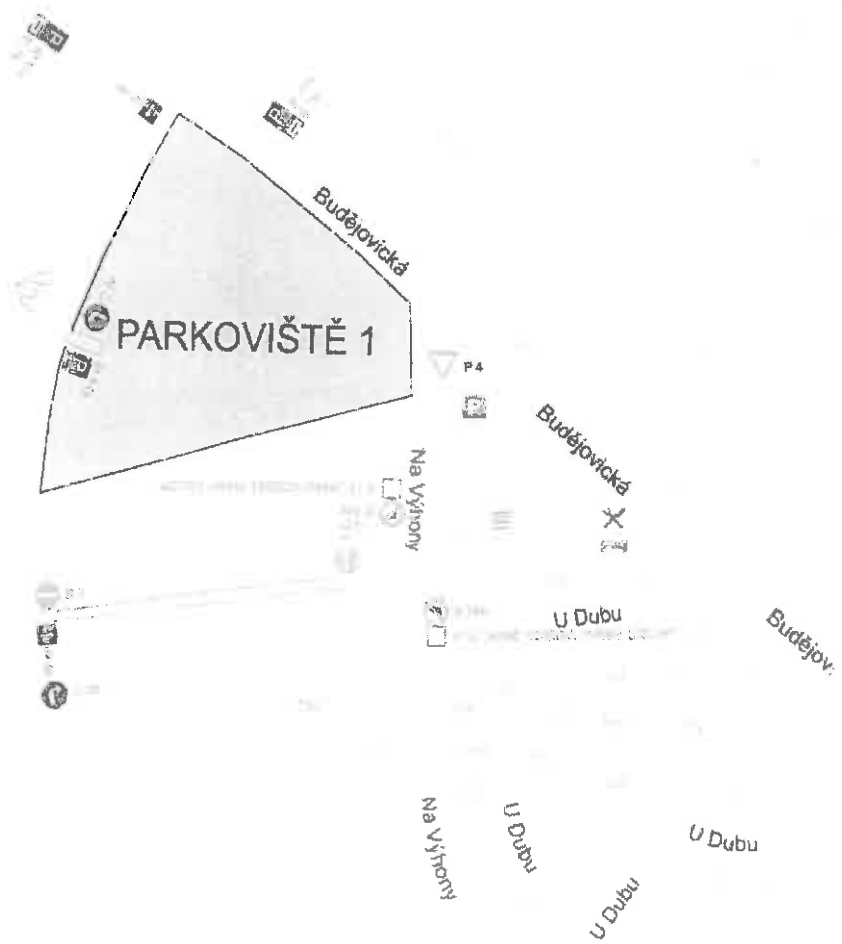 Budějovická
PARKOVIŠTĚ 1
P4
Budějovická
Na Výhony
U Dubu
Budějov
Na Výhony
U Dubu
U Dubu
U Dubu